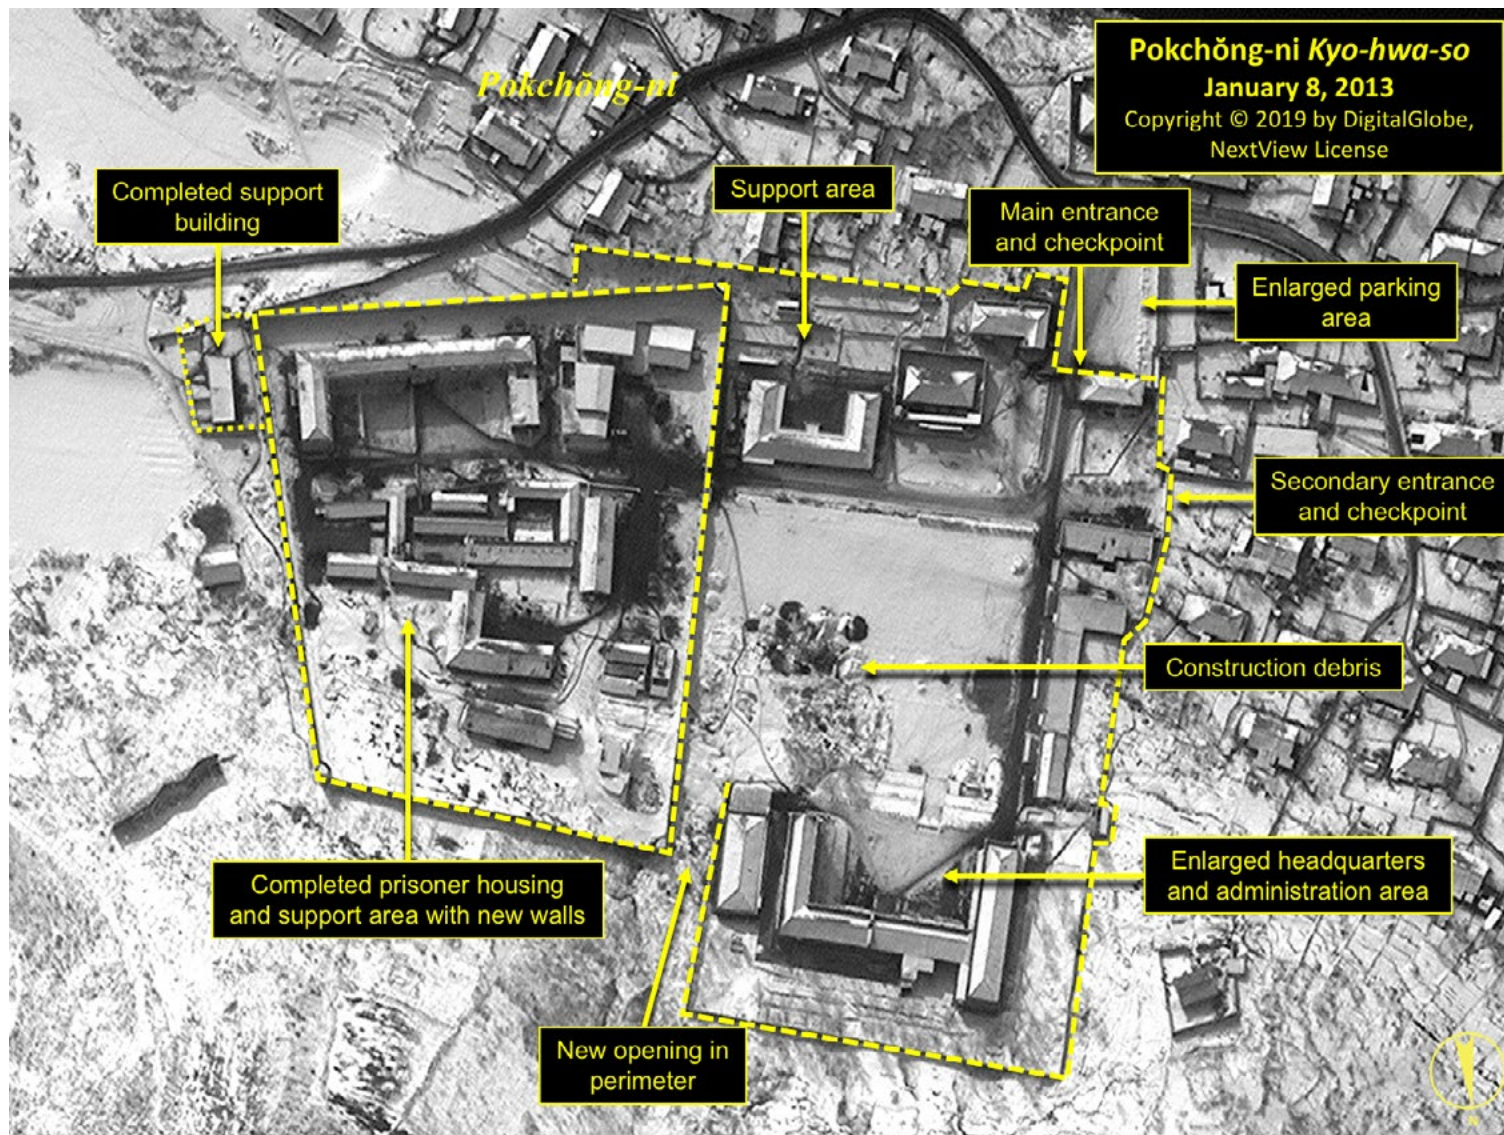 Pokchŏng-ni Kyo-hwa-so
January 8, 2013
Copyright © 2019 by DigitalGlobe,
NextView License
Pokchŏng-ni
Completed support
building
Support area
Main entrance
and checkpoint
Enlarged parking
area
Secondary entrance
and checkpoint
Construction debris
Enlarged headquarters
and administration area
Completed prisoner housing
and support area with new walls
New opening in
perimeter
N